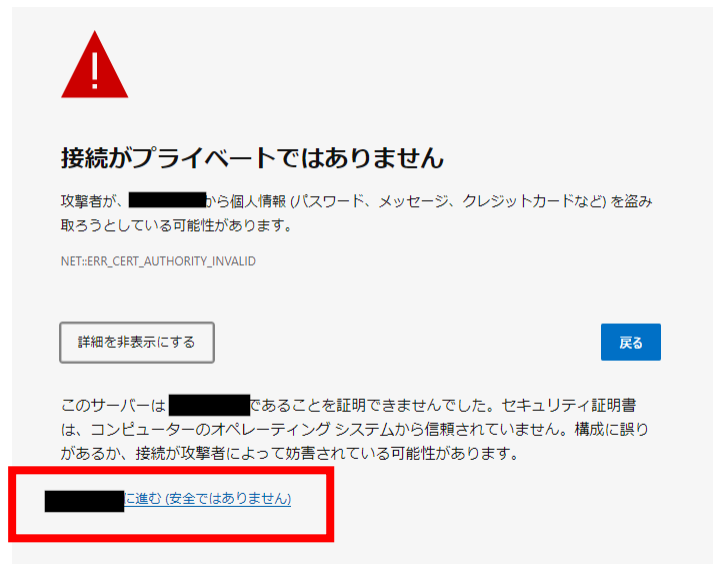 接続がプライベートではありません
攻撃者が、から個人情報 (パスワード、メッセージ、クレジットカードなど) を盗み
取ろうとしている可能性があります。
NET::ERR_CERT_AUTHORITY_INVALID
詳細を非表示にする
戻る
このサーバーは であることを証明できませんでした。セキュリティ証明書
は、コンピューターのオペレーティング システムから信頼されていません。構成に誤り
があるか、接続が攻撃者によって妨害されている可能性があります。
に進む (安全ではありません)